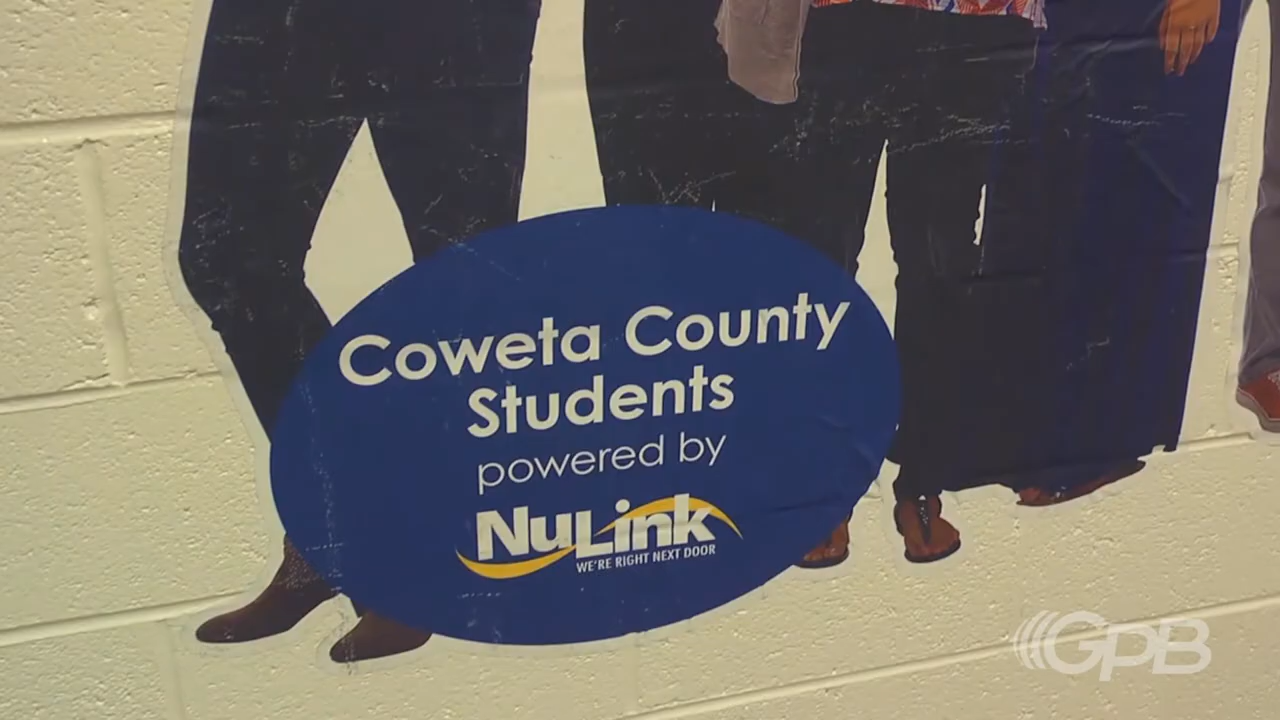 Coweta County
Students
powered by
NuLink
WE'RE RIGHT NEXT DOOR
GPB